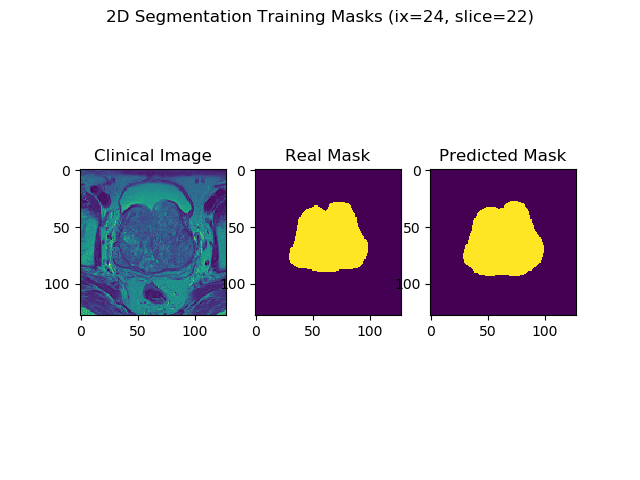 2D Segmentation Training Masks (ix=24, slice=22)
Clinical Image Real Mask Predicted Mask
0 0 0
50 50 50
100 100 100
0 50 100 0 50 100 0 50 100